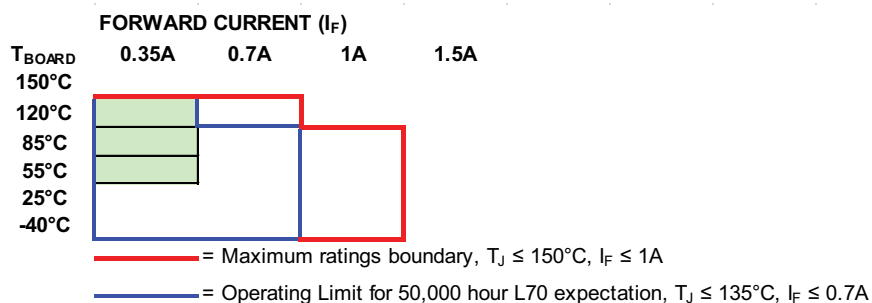 FORWARD CURRENT (IF)
TBOARD 0.35A 0.7A 1A 1.5A
150°C
120°C
85°C
55°C
25°C
-40°C
= Maximum ratings boundary, TJ ≤ 150°C, IF ≤ 1A
= Operating Limit for 50,000 hour L70 expectation, TJ ≤ 135°C, IF ≤ 0.7A